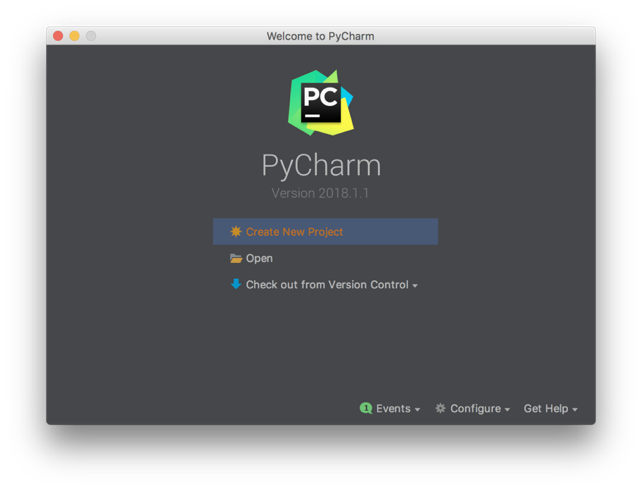 Welcome to PyCharm
PC
PyCharm
Version 2018.1.1
Create New Project
Open
Check out from Version Control
1 Events Configure Get Help